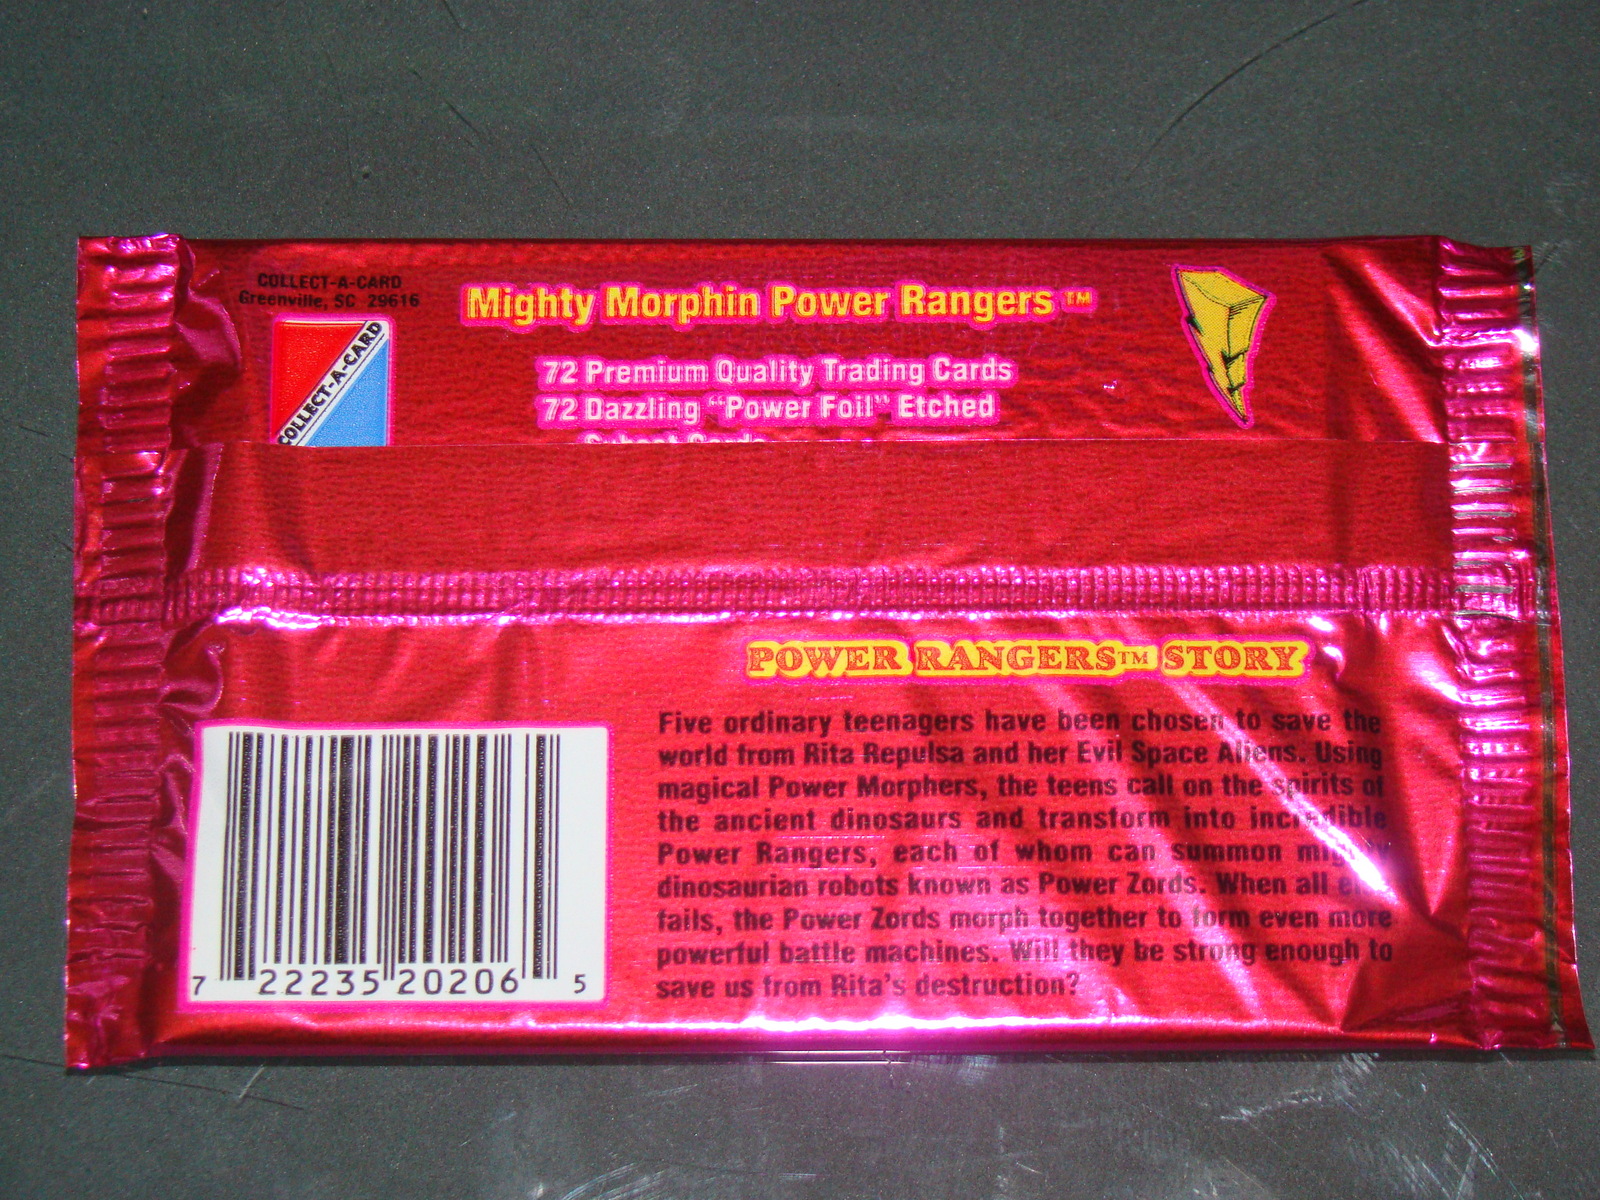 COLLECT-A-CARD
Greenville, SC 29616
COLLECT-A-CARD
Mighty Morphin Power Rangers ™
72 Premium Quality Trading Cards
72 Dazzling “Power Foil” Etched
POWER RANGERS™ STORY
Five ordinary teenagers have been chosen to save the
world from Rita Repulsa and her Evil Space Aliens. Using
magical Power Morphers, the teens call on the spirits of
the ancient dinosaurs and transform into incredible
Power Rangers, each of whom can summon mighty
dinosaurian robots known as Power Zords. When all else
fails, the Power Zords morph together to form even more
powerful battle machines. Will they be strong enough to
save us from Rita's destruction?
7 22235 20206 5